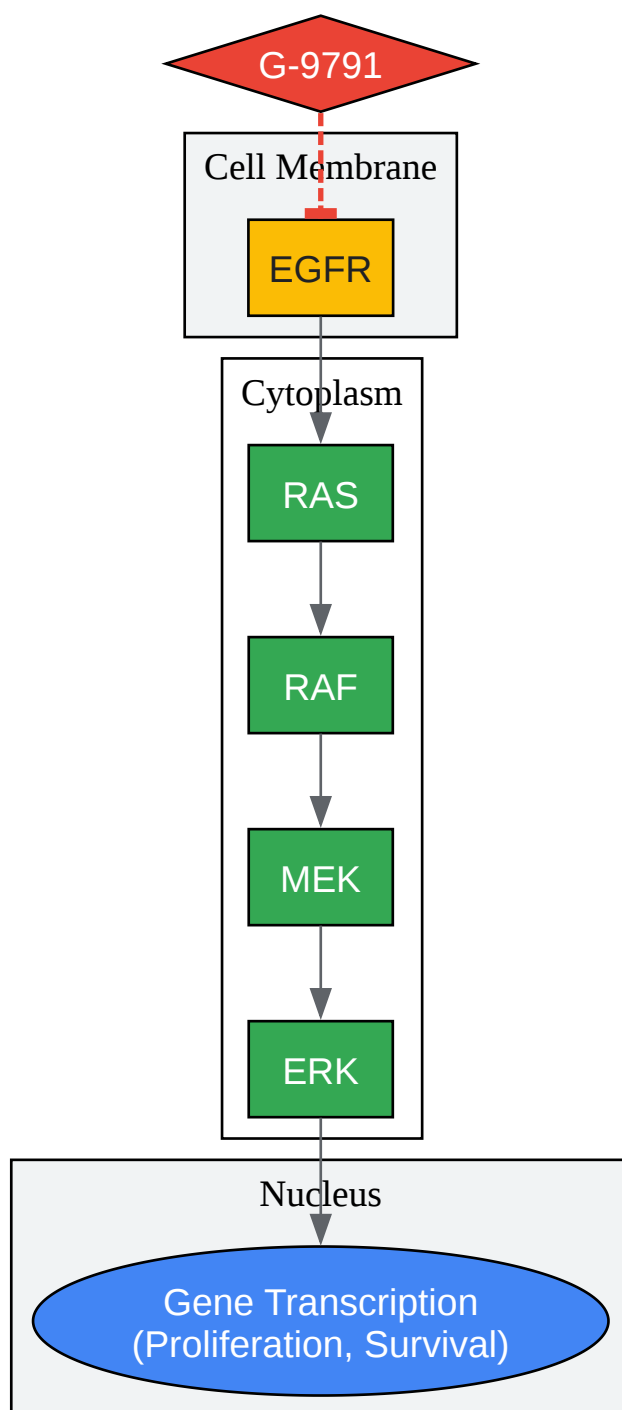 G-9791
Cell Membrane
EGFR
Cytoplasm
RAS
RAF
MEK
ERK
Nucleus
Gene Transcription
(Proliferation, Survival)